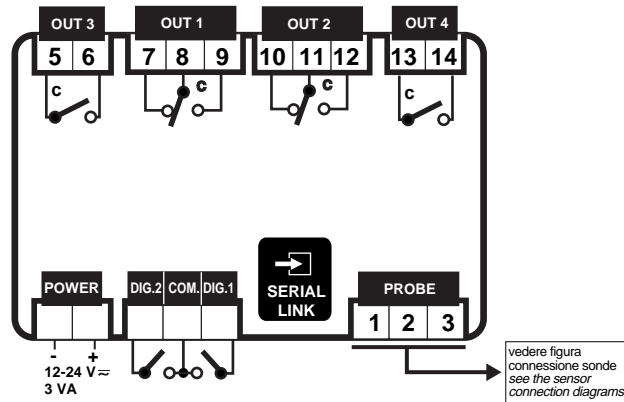 OUT 3 OUT 1 OUT 2 OUT 4
5 6 7 8 9 10 11 12 13 14
c c c c
POWER DIG.2 COM. DIG.1 SERIAL LINK PROBE
1 2 3
- +
12-24 V ⎓
3 VA
vedere figura
connessione sonde
see the sensor
connection diagrams